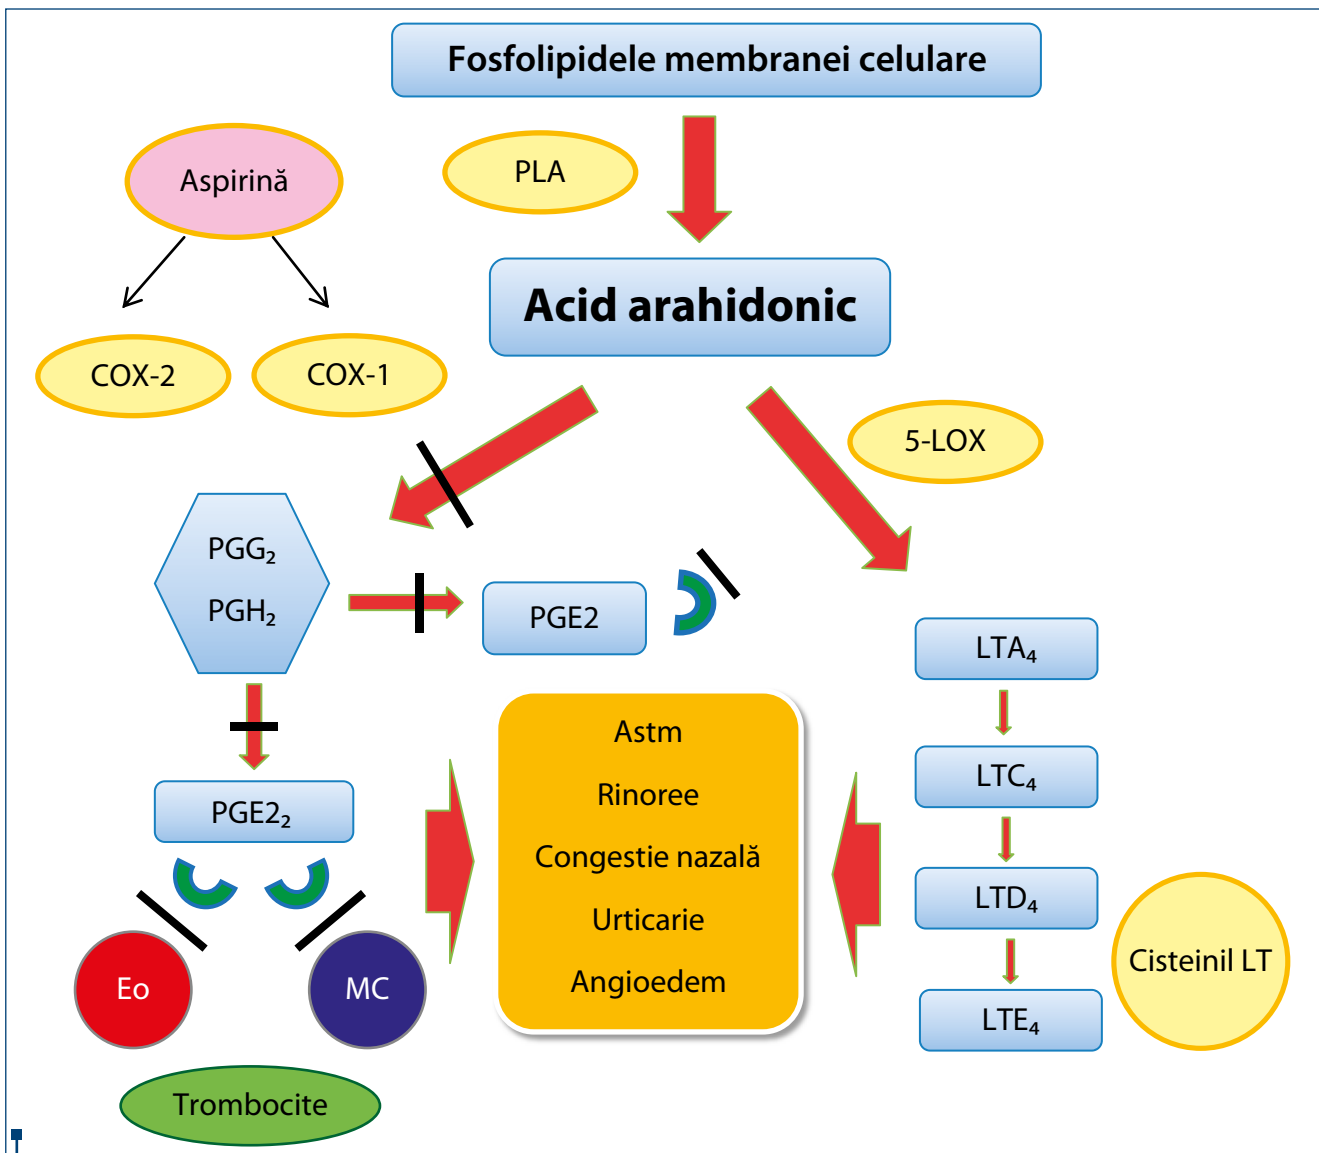 Fosfolipidele membranei celulare
Aspirină
PLA
Acid arahidonic
COX-2
COX-1
5-LOX
PGG₂
PGH₂
PGE2
LTA₄
Astm
Rinoree
Congestie nazală
Urticarie
Angioedem
LTC₄
PGE2₂
LTD₄
Cisteinil LT
Eo
MC
LTE₄
Trombocite